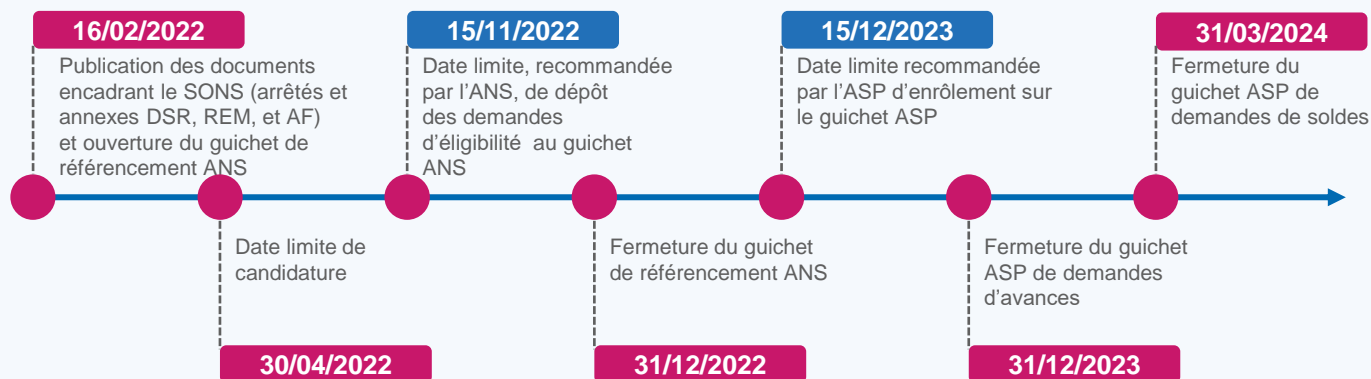 16/02/2022
Publication des documents
encadrant le SONS (arrêtés et
annexes DSR, REM, et AF)
et ouverture du guichet de
référencement ANS
15/11/2022
Date limite, recommandée
par l’ANS, de dépôt
des demandes
d’éligibilité au guichet
ANS
15/12/2023
Date limite recommandée
par l’ASP d’enrôlement sur
le guichet ASP
31/03/2024
Fermeture du
guichet ASP de
demandes de soldes
Date limite de
candidature
30/04/2022
Fermeture du guichet
de référencement ANS
31/12/2022
Fermeture du guichet
ASP de demandes
d’avances
31/12/2023